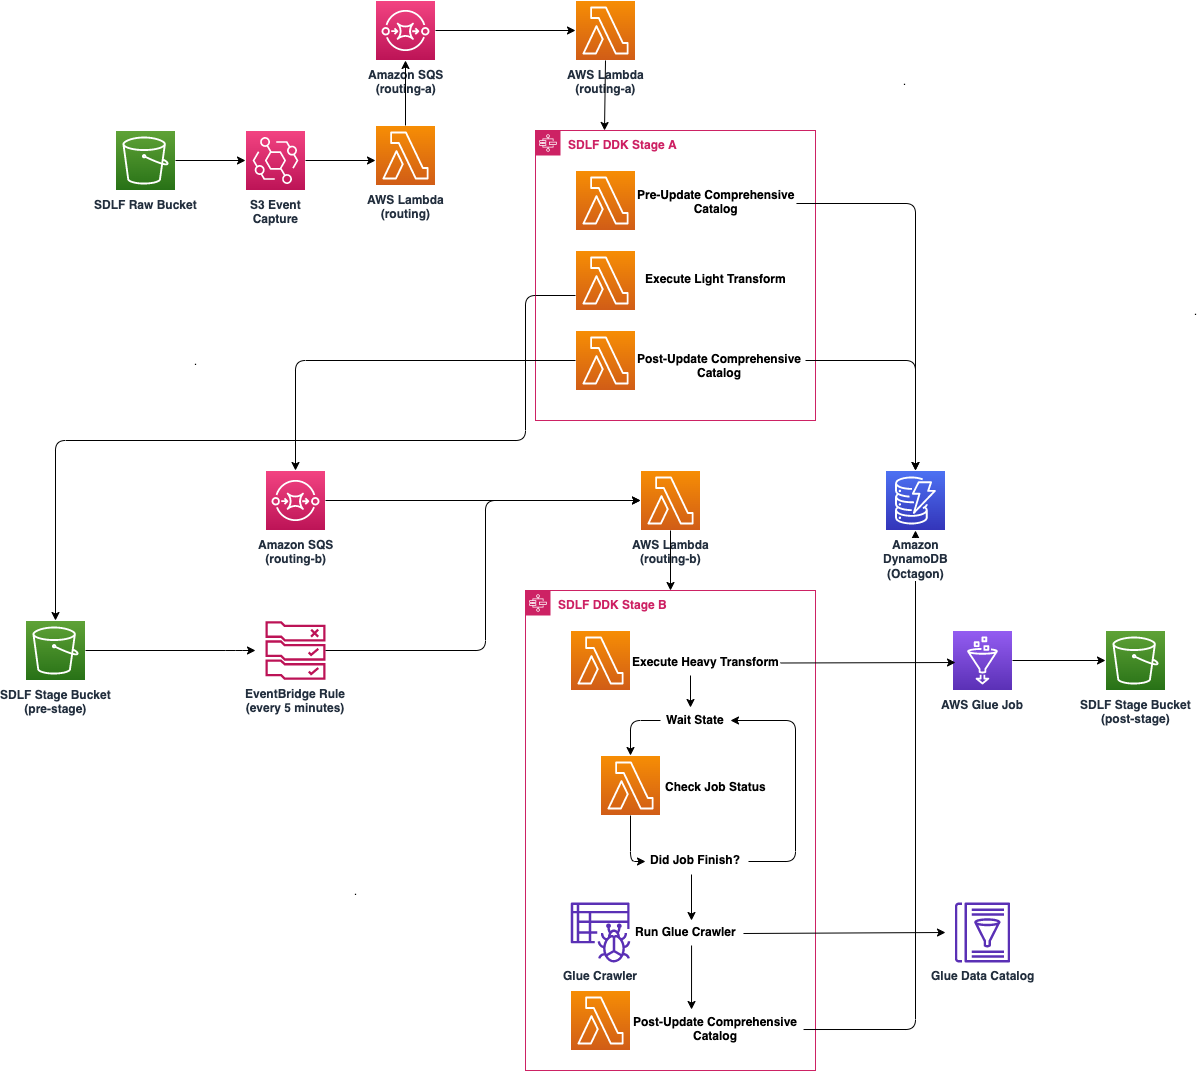 Amazon SQS
(routing-a)
AWS Lambda
(routing-a)
SDLF Raw Bucket
S3 Event
Capture
AWS Lambda
(routing)
SDLF DDK Stage A
Pre-Update Comprehensive
Catalog
Execute Light Transform
Post-Update Comprehensive
Catalog
Amazon SQS
(routing-b)
AWS Lambda
(routing-b)
Amazon
DynamoDB
(Octagon)
SDLF Stage Bucket
(pre-stage)
EventBridge Rule
(every 5 minutes)
SDLF DDK Stage B
Execute Heavy Transform
AWS Glue Job
SDLF Stage Bucket
(post-stage)
Wait State
Check Job Status
Did Job Finish?
Run Glue Crawler
Glue Crawler
Glue Data Catalog
Post-Update Comprehensive
Catalog